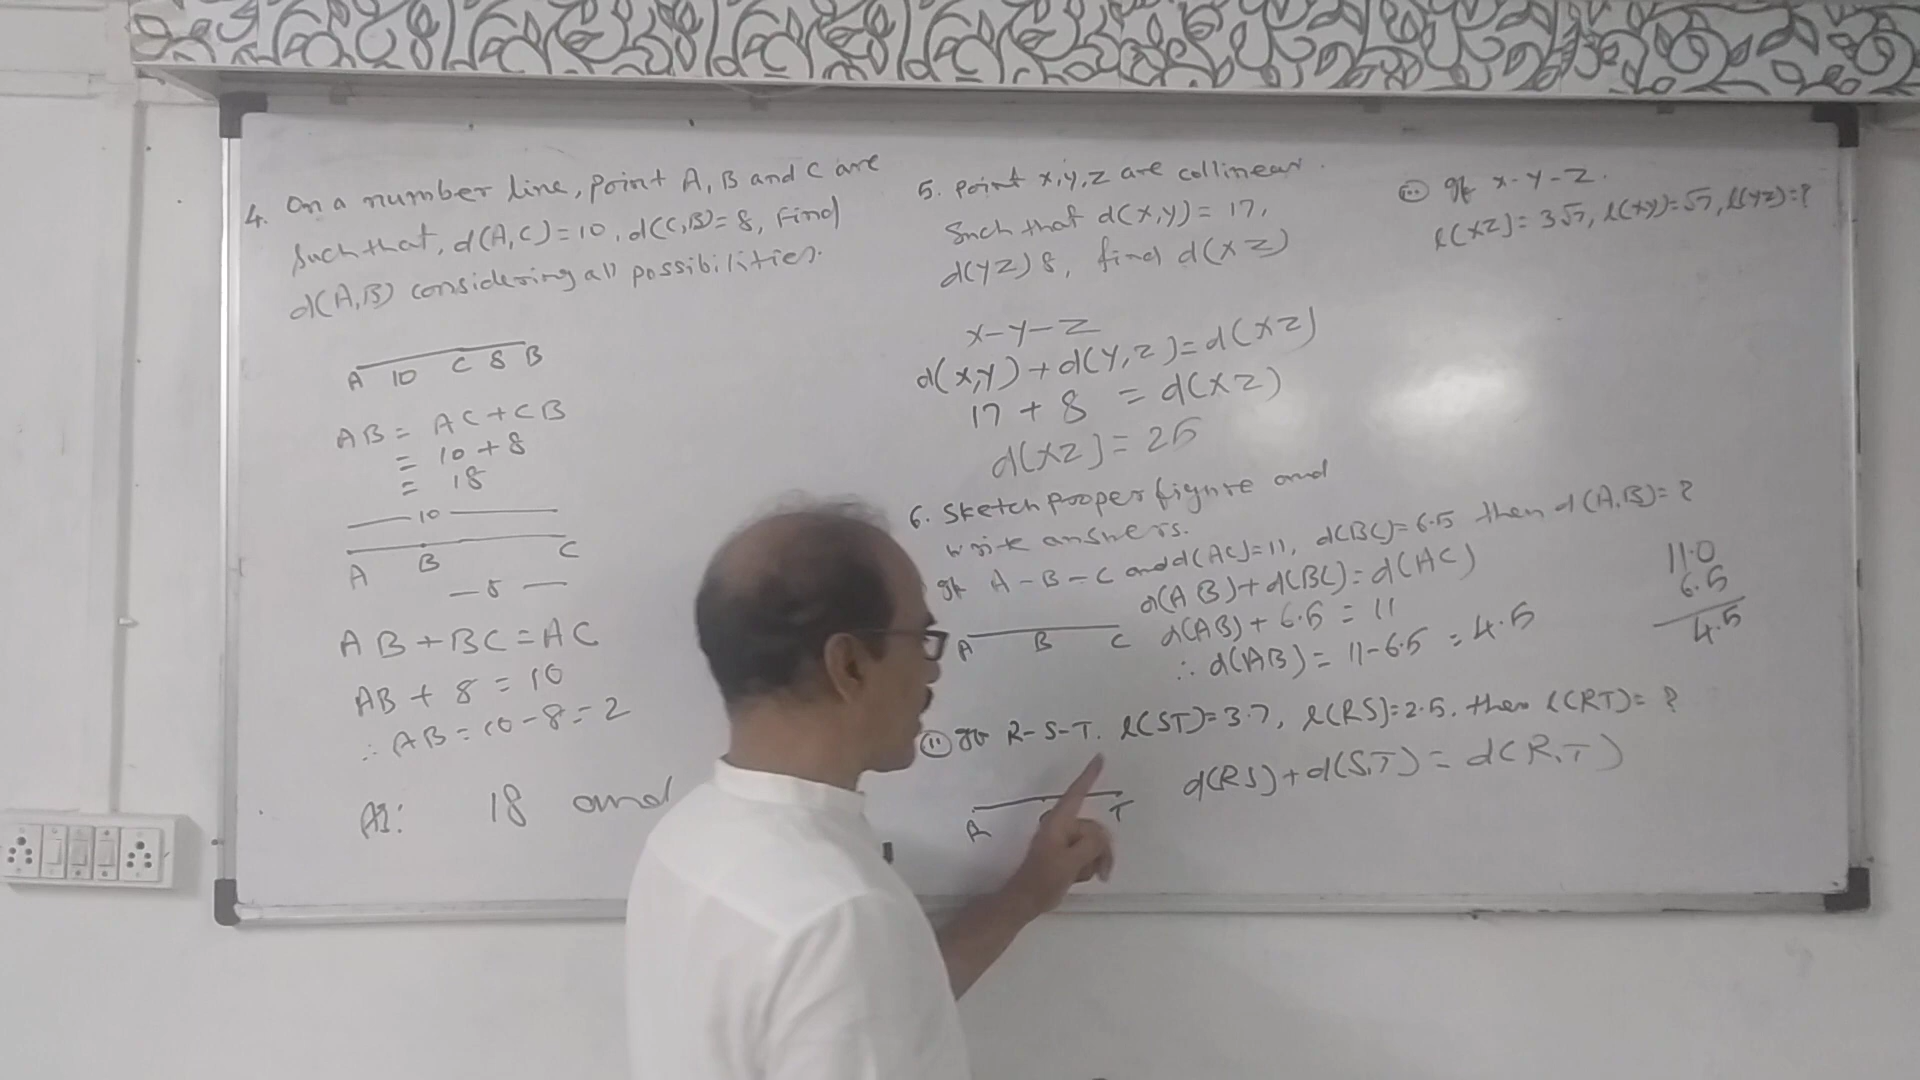 4. On a number line, point A, B and C are
Such that, d(A,C)=10, d(C,B)=8, Find
d(A,B) considering all possibilities.
A 10 C 8 B
AB = AC+CB
= 10+8
= 18
10
A B C
8
AB+BC=AC
AB + 8 = 10
∴ AB = 10-8=2
18 and
5. Point x,y,z are collinear.
Such that d(x,y)= 17,
d(yz) 8, find d(xz)
x-y-z
d(x,y)+d(y,z)=d(xz)
17 + 8 = d(xz)
d(xz)=25
6. Sketch proper figure and
write answers.
If A-B-C and d(AC)=11, d(BC)=6.5 then d(A,B)= ?
d(AB)+d(BC)=d(AC)
A B C d(AB)+6.5 = 11
∴ d(AB)= 11-6.5 = 4.5
11.0
6.5
4.5
(ii) If R-S-T. l(ST)=3.7, l(RS)=2.5. then l(RT)= ?
R T d(RS)+d(S,T)=d(R,T)
If x-y-z.
l(xz)= 3√7, l(xy)=√7, l(yz)=?